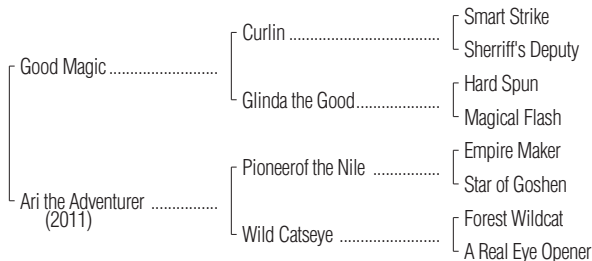 Smart Strike
Curlin ......................................
Sherriff's Deputy
Good Magic ...........................
Hard Spun
Glinda the Good.....................
Magical Flash
Empire Maker
Pioneerof the Nile .................
Star of Goshen
Ari the Adventurer .................
(2011)
Forest Wildcat
Wild Catseye .........................
A Real Eye Opener